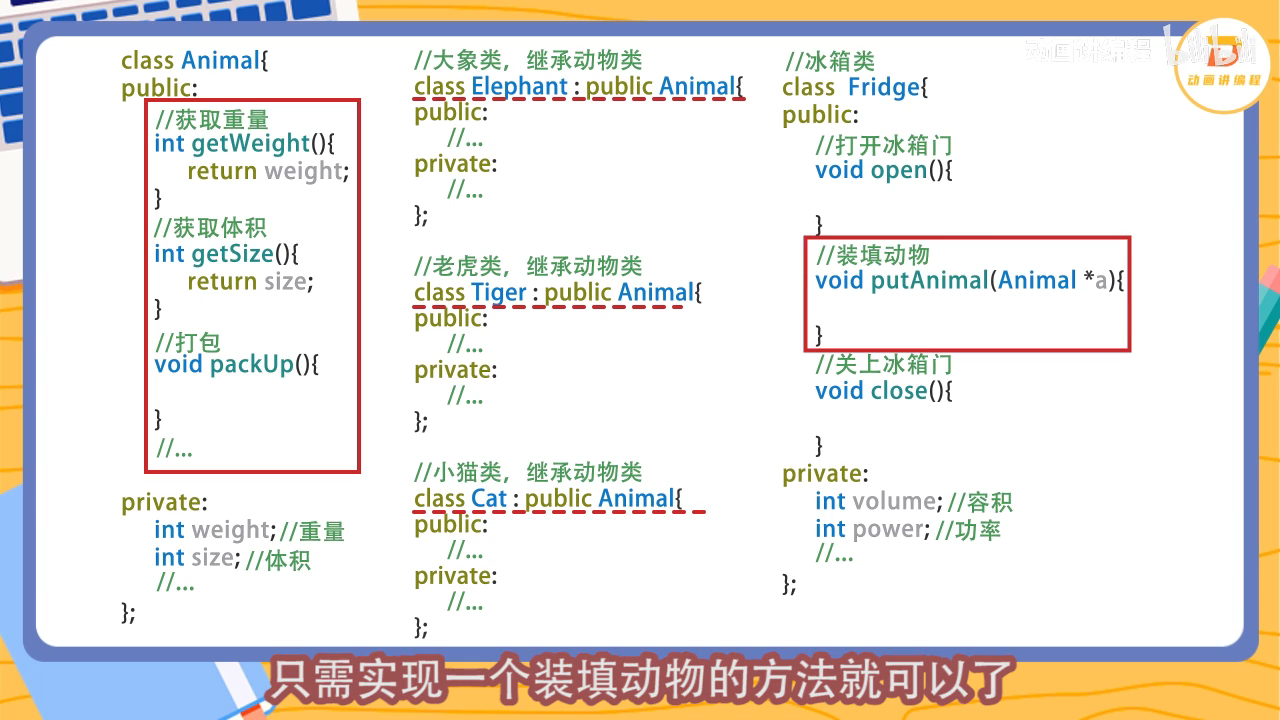 class Animal{
public:
//获取重量
int getWeight(){
return weight;
}
//获取体积
int getSize(){
return size;
}
//打包
void packUp(){
}
//...
private:
int weight;//重量
int size;//体积
//...
};
//大象类，继承动物类
class Elephant : public Animal{
public:
//...
private:
//...
};
//老虎类，继承动物类
class Tiger : public Animal{
public:
//...
private:
//...
};
//小猫类，继承动物类
class Cat : public Animal{
public:
//...
private:
//...
};
//冰箱类
class Fridge{
public:
//打开冰箱门
void open(){
}
//装填动物
void putAnimal(Animal *a){
}
//关上冰箱门
void close(){
}
private:
int volume;//容积
int power;//功率
//...
};
动画讲编程 bilibili
动画讲编程
只需实现一个装填动物的方法就可以了